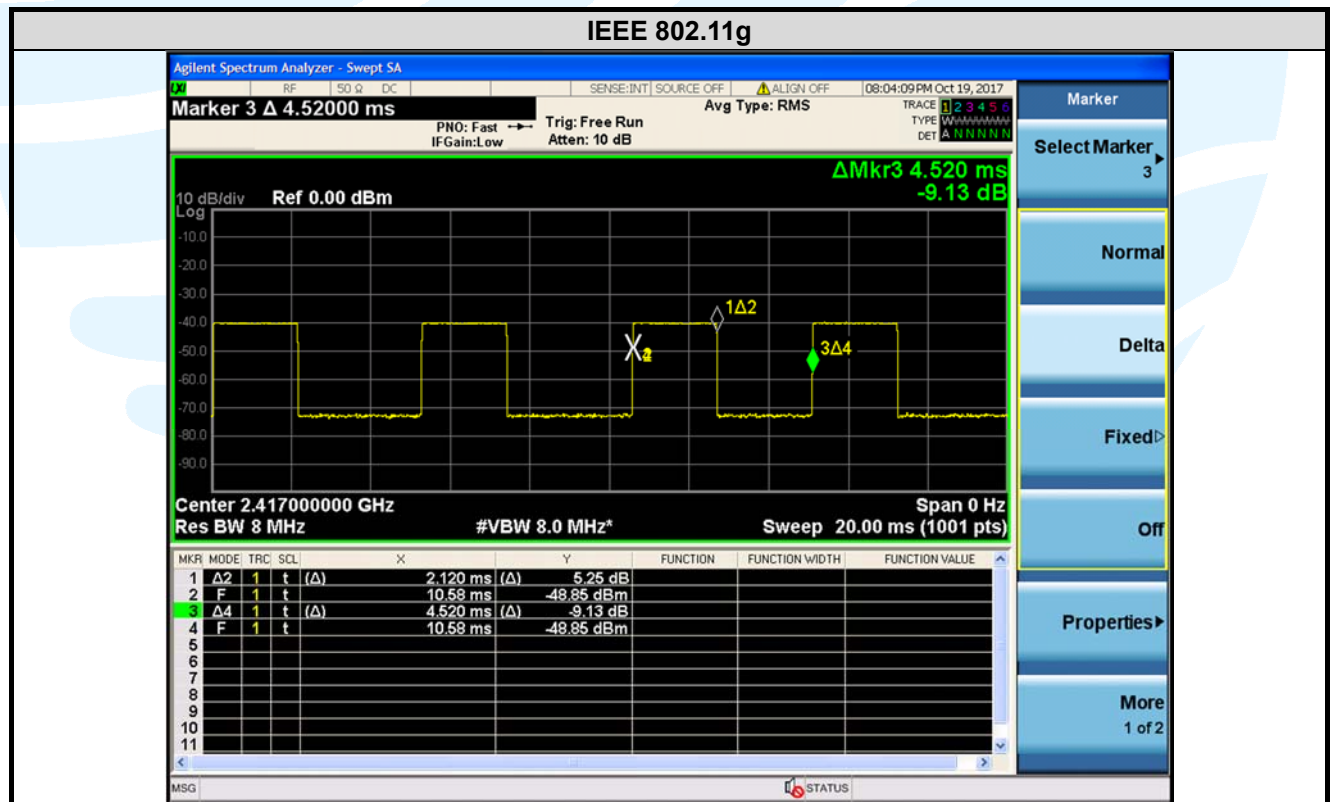 IEEE 802.11g
Agilent Spectrum Analyzer - Swept SA
LXI RF 50 Ω DC SENSE:INT SOURCE OFF ALIGN OFF 08:04:09 PM Oct 19, 2017
Marker 3 Δ 4.52000 ms
PNO: Fast
IFGain:Low
Trig: Free Run
Atten: 10 dB
Avg Type: RMS
TRACE 1 2 3 4 5 6
TYPE W
DET A N N N N N
ΔMkr3 4.520 ms
-9.13 dB
10 dB/div Ref 0.00 dBm
Log
-10.0
-20.0
-30.0
-40.0
-50.0
-60.0
-70.0
-80.0
-90.0
1Δ2
3Δ4
Center 2.417000000 GHz Span 0 Hz
Res BW 8 MHz #VBW 8.0 MHz* Sweep 20.00 ms (1001 pts)
MKR MODE TRC SCL X Y FUNCTION FUNCTION WIDTH FUNCTION VALUE
1 Δ2 1 t (Δ) 2.120 ms (Δ) 5.25 dB
2 F 1 t 10.58 ms -48.85 dBm
3 Δ4 1 t (Δ) 4.520 ms (Δ) -9.13 dB
4 F 1 t 10.58 ms -48.85 dBm
5
6
7
8
9
10
11
MSG STATUS
Marker
Select Marker
3
Normal
Delta
Fixed
Off
Properties
More
1 of 2